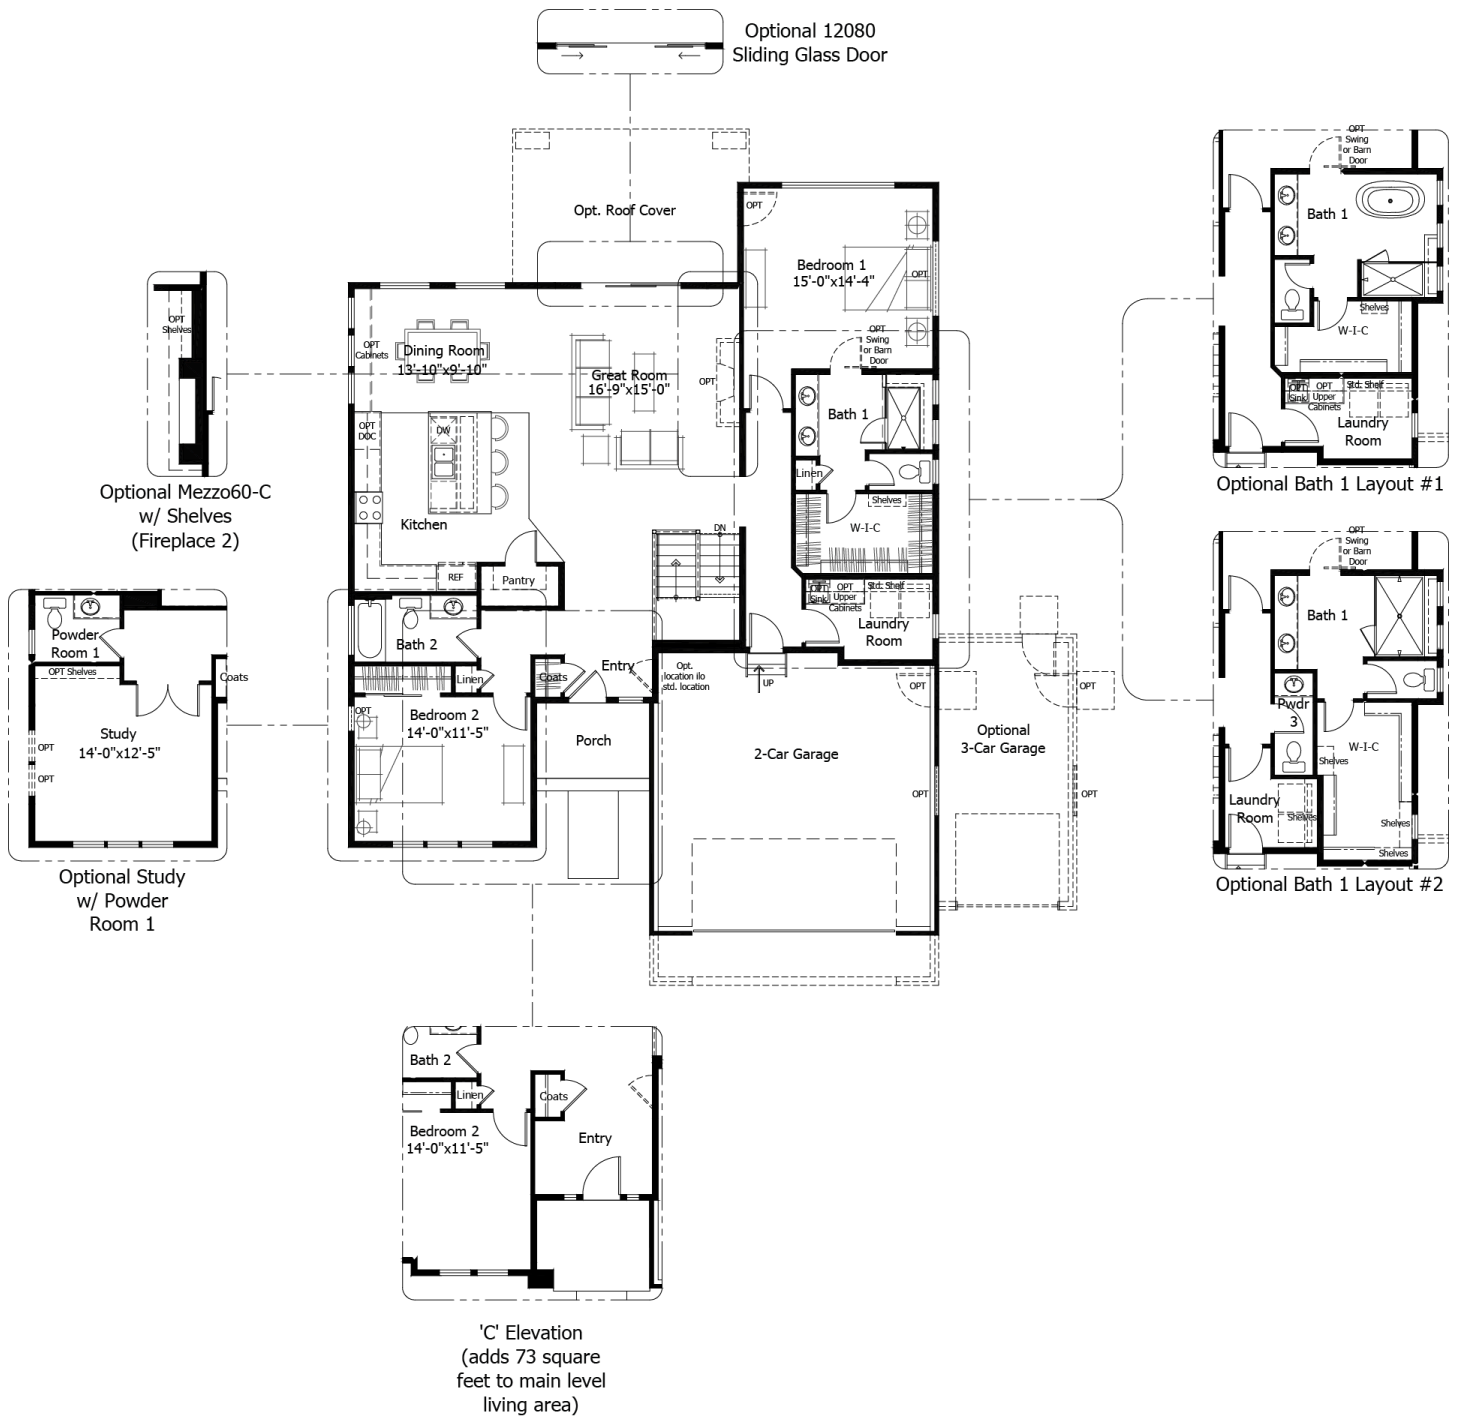 Optional 12080
Sliding Glass Door
Opt. Roof Cover
OPT
Bedroom 1
15'-0"x14'-4"
OPT
OPT
Swing
or Barn
Door
OPT
Cabinets
Dining Room
13'-10"x9'-10"
Great Room
16'-9"x15'-0"
OPT
OPT
DOC
DW
Kitchen
REF
Pantry
DN
Bath 1
Linen
Shelves
W-I-C
OPT
Sink
OPT
Upper
Cabinets
Std. Shelf
Laundry
Room
Bath 2
Linen
Coats
Entry
Opt.
location ilo
std. location
UP
OPT
Bedroom 2
14'-0"x11'-5"
Porch
2-Car Garage
OPT
OPT
Optional
3-Car Garage
OPT
OPT
OPT
Shelves
Optional Mezzo60-C
w/ Shelves
(Fireplace 2)
Powder
Room 1
OPT Shelves
Coats
Study
14'-0"x12'-5"
OPT
OPT
Optional Study
w/ Powder
Room 1
OPT
Swing
or Barn
Door
Bath 1
Shelves
W-I-C
OPT
Sink
OPT
Upper
Cabinets
Std. Shelf
Laundry
Room
Optional Bath 1 Layout #1
OPT
Swing
or Barn
Door
Bath 1
Pwdr
3
W-I-C
Shelves
Laundry
Room
Shelves
Shelves
Shelves
Optional Bath 1 Layout #2
Bath 2
Linen
Coats
Bedroom 2
14'-0"x11'-5"
Entry
'C' Elevation
(adds 73 square
feet to main level
living area)